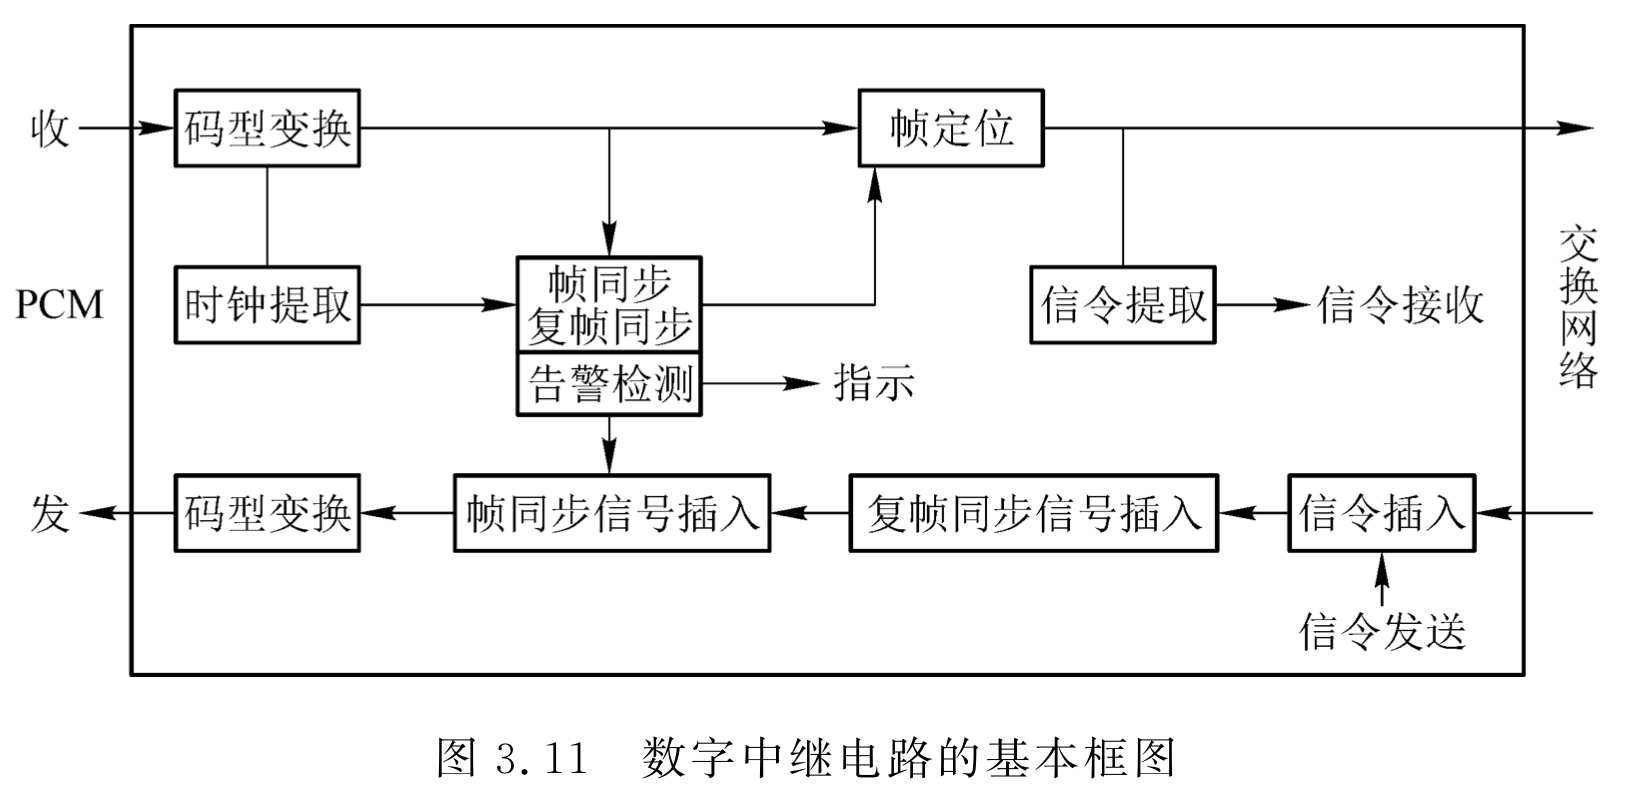 收
码型变换
帧定位
交换网络
PCM
时钟提取
帧同步
复帧同步
告警检测
指示
信令提取
信令接收
发
码型变换
帧同步信号插入
复帧同步信号插入
信令插入
信令发送
图 3.11 数字中继电路的基本框图